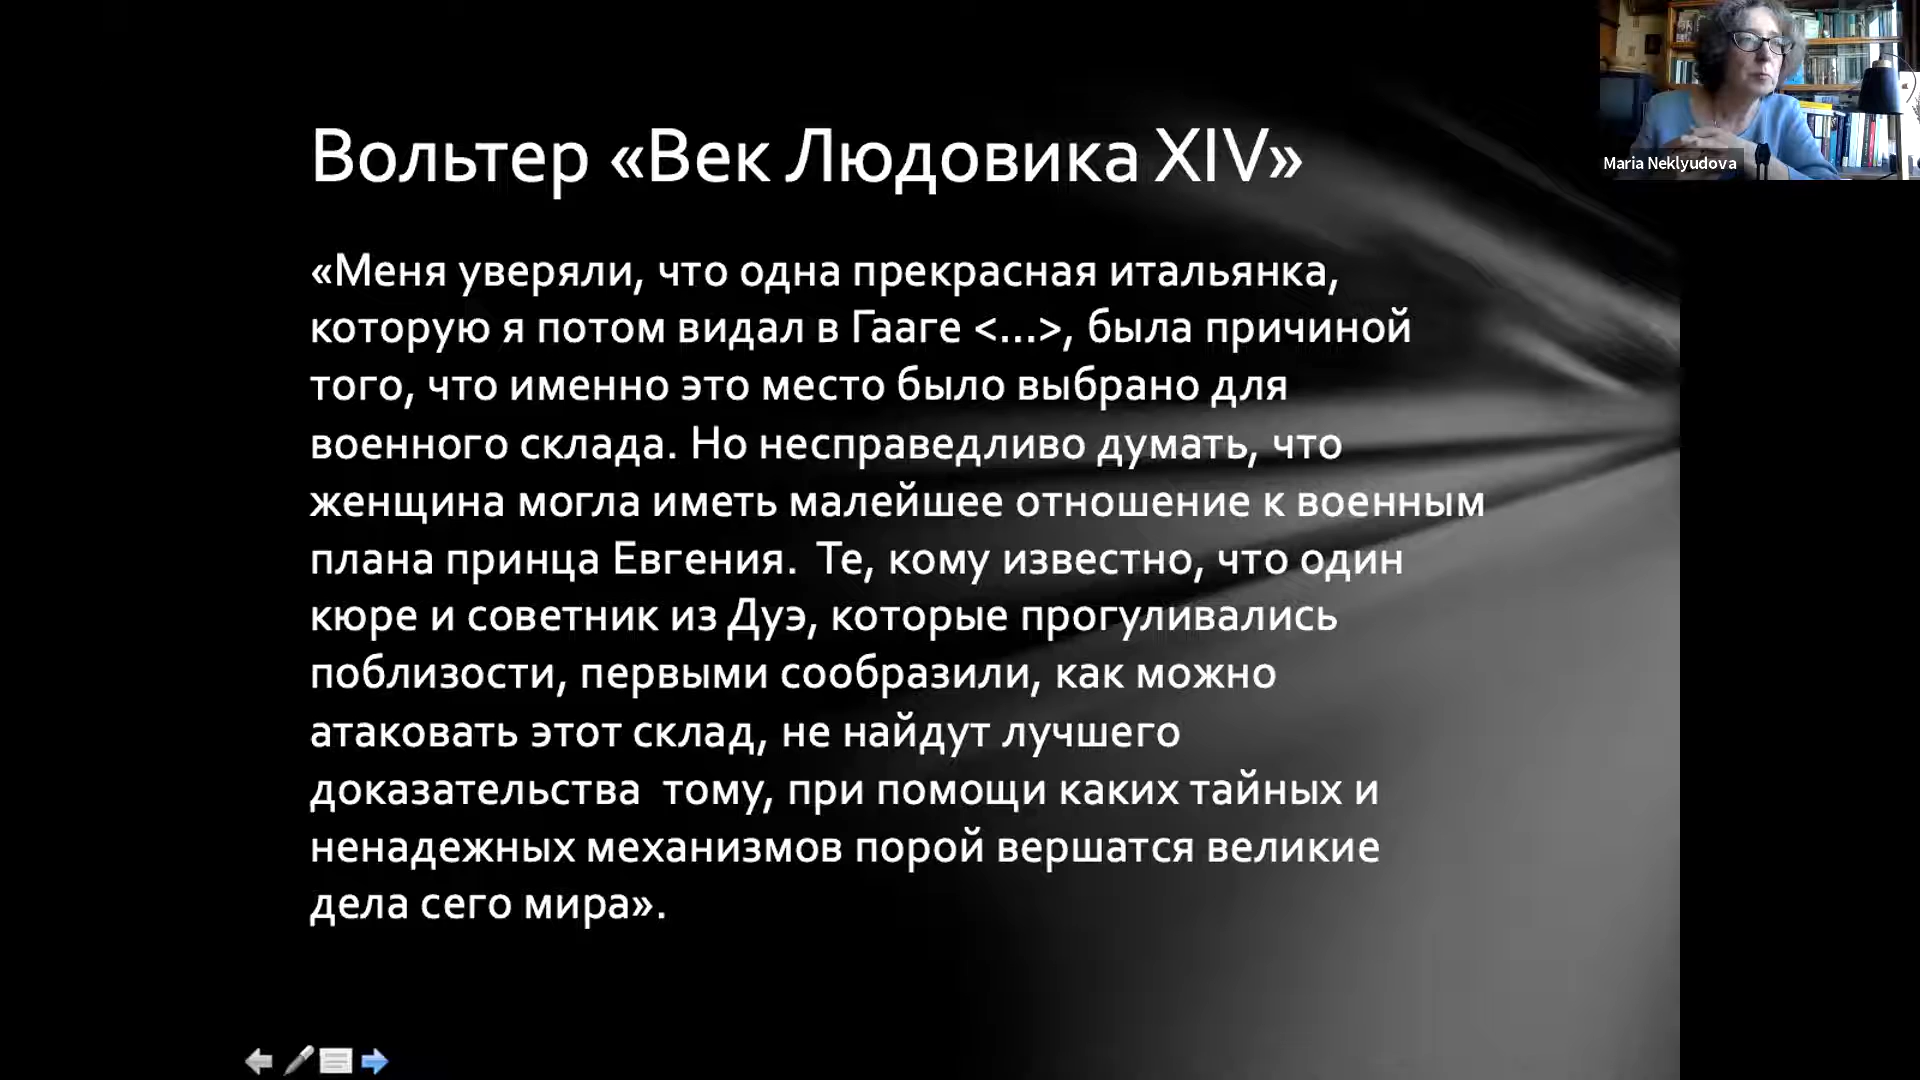 Вольтер «Век Людовика XIV»
«Меня уверяли, что одна прекрасная итальянка,
которую я потом видал в Гааге <...>, была причиной
того, что именно это место было выбрано для
военного склада. Но несправедливо думать, что
женщина могла иметь малейшее отношение к военным
плана принца Евгения.  Те, кому известно, что один
кюре и советник из Дуэ, которые прогуливались
поблизости, первыми сообразили, как можно
атаковать этот склад, не найдут лучшего
доказательства  тому, при помощи каких тайных и
ненадежных механизмов порой вершатся великие
дела сего мира».
Maria Neklyudova